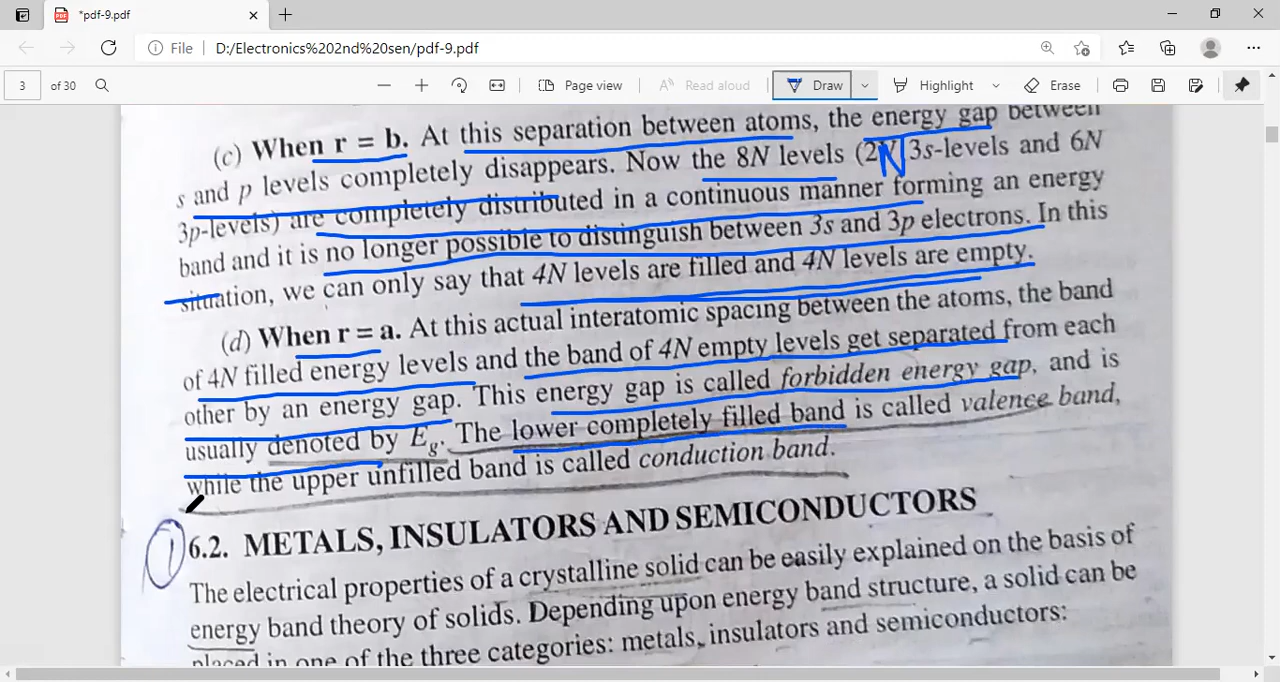 *pdf-9.pdf
File | D:/Electronics%202nd%20sen/pdf-9.pdf
3 of 30 Page view Read aloud Draw Highlight Erase
(c) When r = b. At this separation between atoms, the energy gap between
s and p levels completely disappears. Now the 8N levels (2N 3s-levels and 6N
3p-levels) are completely distributed in a continuous manner forming an energy
band and it is no longer possible to distinguish between 3s and 3p electrons. In this
situation, we can only say that 4N levels are filled and 4N levels are empty.
(d) When r = a. At this actual interatomic spacing between the atoms, the band
of 4N filled energy levels and the band of 4N empty levels get separated from each
other by an energy gap. This energy gap is called forbidden energy gap, and is
usually denoted by Eg. The lower completely filled band is called valence band,
while the upper unfilled band is called conduction band.
1 6.2. METALS, INSULATORS AND SEMICONDUCTORS
The electrical properties of a crystalline solid can be easily explained on the basis of
energy band theory of solids. Depending upon energy band structure, a solid can be
placed in one of the three categories: metals, insulators and semiconductors: